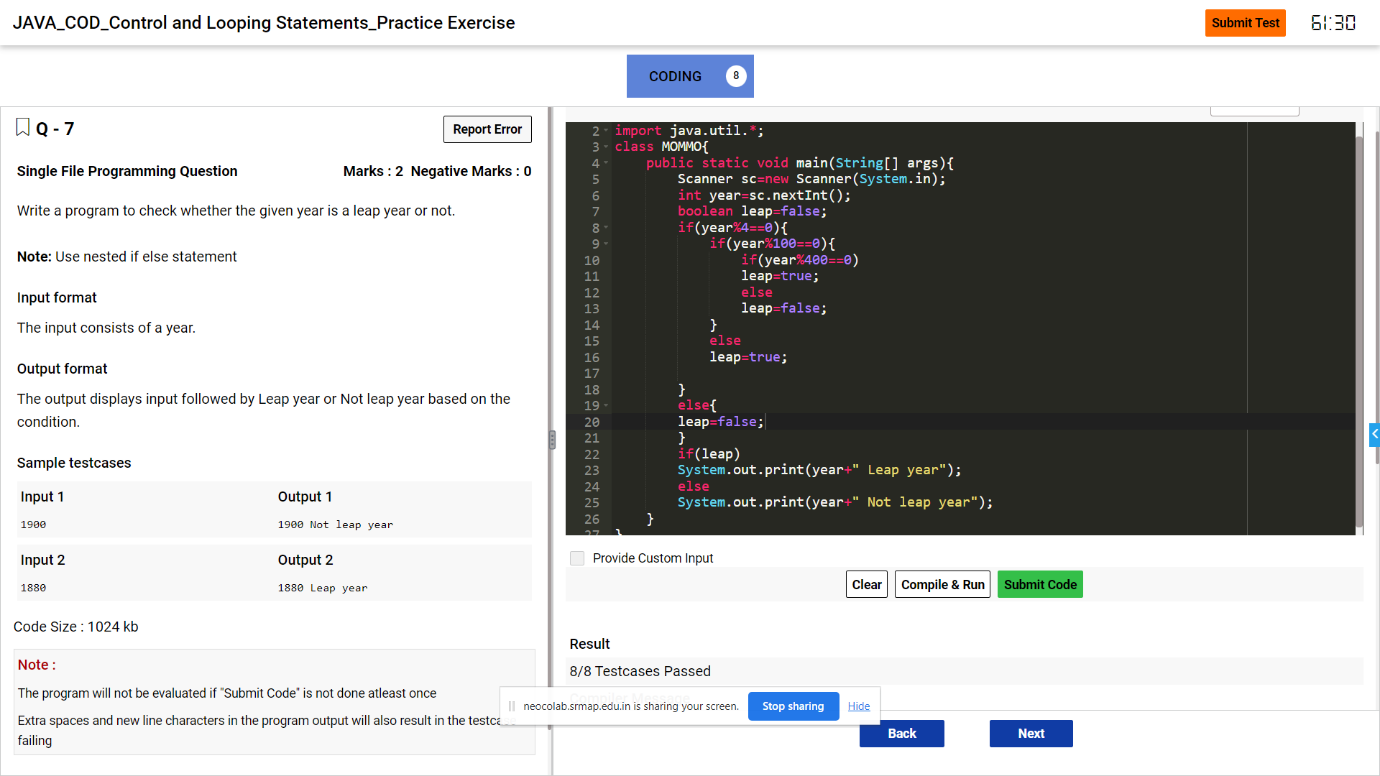 JAVA_COD_Control and Looping Statements_Practice Exercise
Submit Test
61:30
CODING 8
Q - 7
Report Error
Single File Programming Question
Marks : 2 Negative Marks : 0
Write a program to check whether the given year is a leap year or not.
Note: Use nested if else statement
Input format
The input consists of a year.
Output format
The output displays input followed by Leap year or Not leap year based on the
condition.
Sample testcases
Input 1 Output 1
1900 1900 Not leap year
Input 2 Output 2
1880 1880 Leap year
Code Size : 1024 kb
Note :
The program will not be evaluated if "Submit Code" is not done atleast once
Extra spaces and new line characters in the program output will also result in the testca
failing
2 import java.util.*;
3 class MOMMO{
4 public static void main(String[] args){
5 Scanner sc=new Scanner(System.in);
6 int year=sc.nextInt();
7 boolean leap=false;
8 if(year%4==0){
9 if(year%100==0){
10 if(year%400==0)
11 leap=true;
12 else
13 leap=false;
14 }
15 else
16 leap=true;
17
18 }
19 else{
20 leap=false;
21 }
22 if(leap)
23 System.out.print(year+" Leap year");
24 else
25 System.out.print(year+" Not leap year");
26 }
27 }
Provide Custom Input
Clear
Compile & Run
Submit Code
Result
8/8 Testcases Passed
Compiler Message
neocolab.srmap.edu.in is sharing your screen.
Stop sharing
Hide
Back
Next